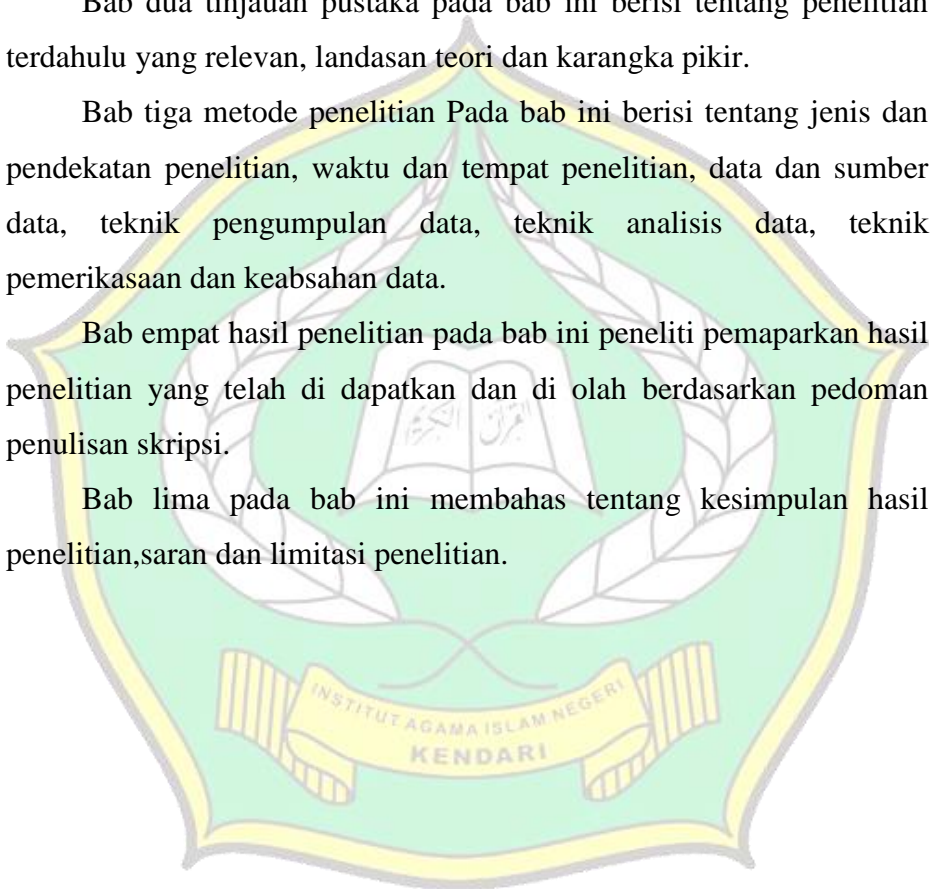 Bab dua tinjauan pustaka pada bab ini berisi tentang penelitian
terdahulu yang relevan, landasan teori dan karangka pikir.
Bab tiga metode penelitian Pada bab ini berisi tentang jenis dan
pendekatan penelitian, waktu dan tempat penelitian, data dan sumber
data, teknik pengumpulan data, teknik analisis data, teknik
pemerikasaan dan keabsahan data.
Bab empat hasil penelitian pada bab ini peneliti pemaparkan hasil
penelitian yang telah di dapatkan dan di olah berdasarkan pedoman
penulisan skripsi.
Bab lima pada bab ini membahas tentang kesimpulan hasil
penelitian,saran dan limitasi penelitian.
القرآن الكريم
INSTITUT AGAMA ISLAM NEGERI
KENDARI